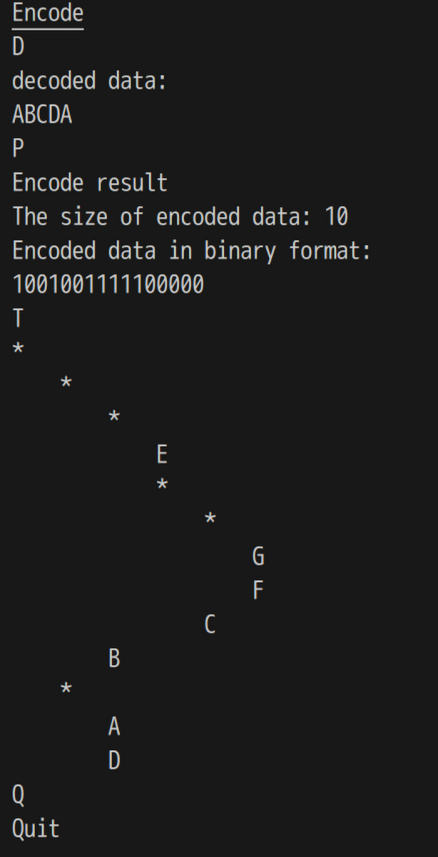 Encode
D
decoded data:
ABCDA
P
Encode result
The size of encoded data: 10
Encoded data in binary format:
1001001111100000
T
*
    *
        *
            E
            *
                *
                    G
                    F
                C
        B
    *
        A
        D
Q
Quit